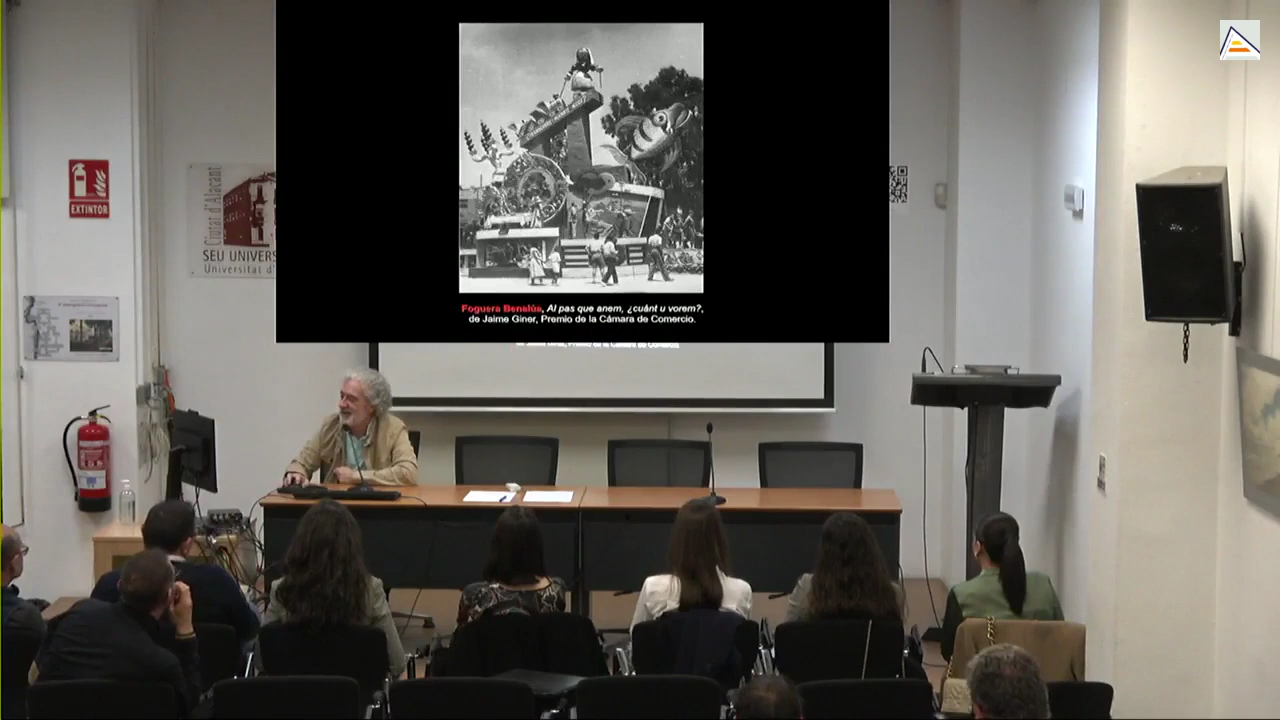 Foguera Benalúa, Al pas que anem, ¿cuánt u vorem?,
de Jaime Giner, Premio de la Cámara de Comercio.
EXTINTOR
Ciutat d'Alacant
SEU UNIVERS
Universitat d'